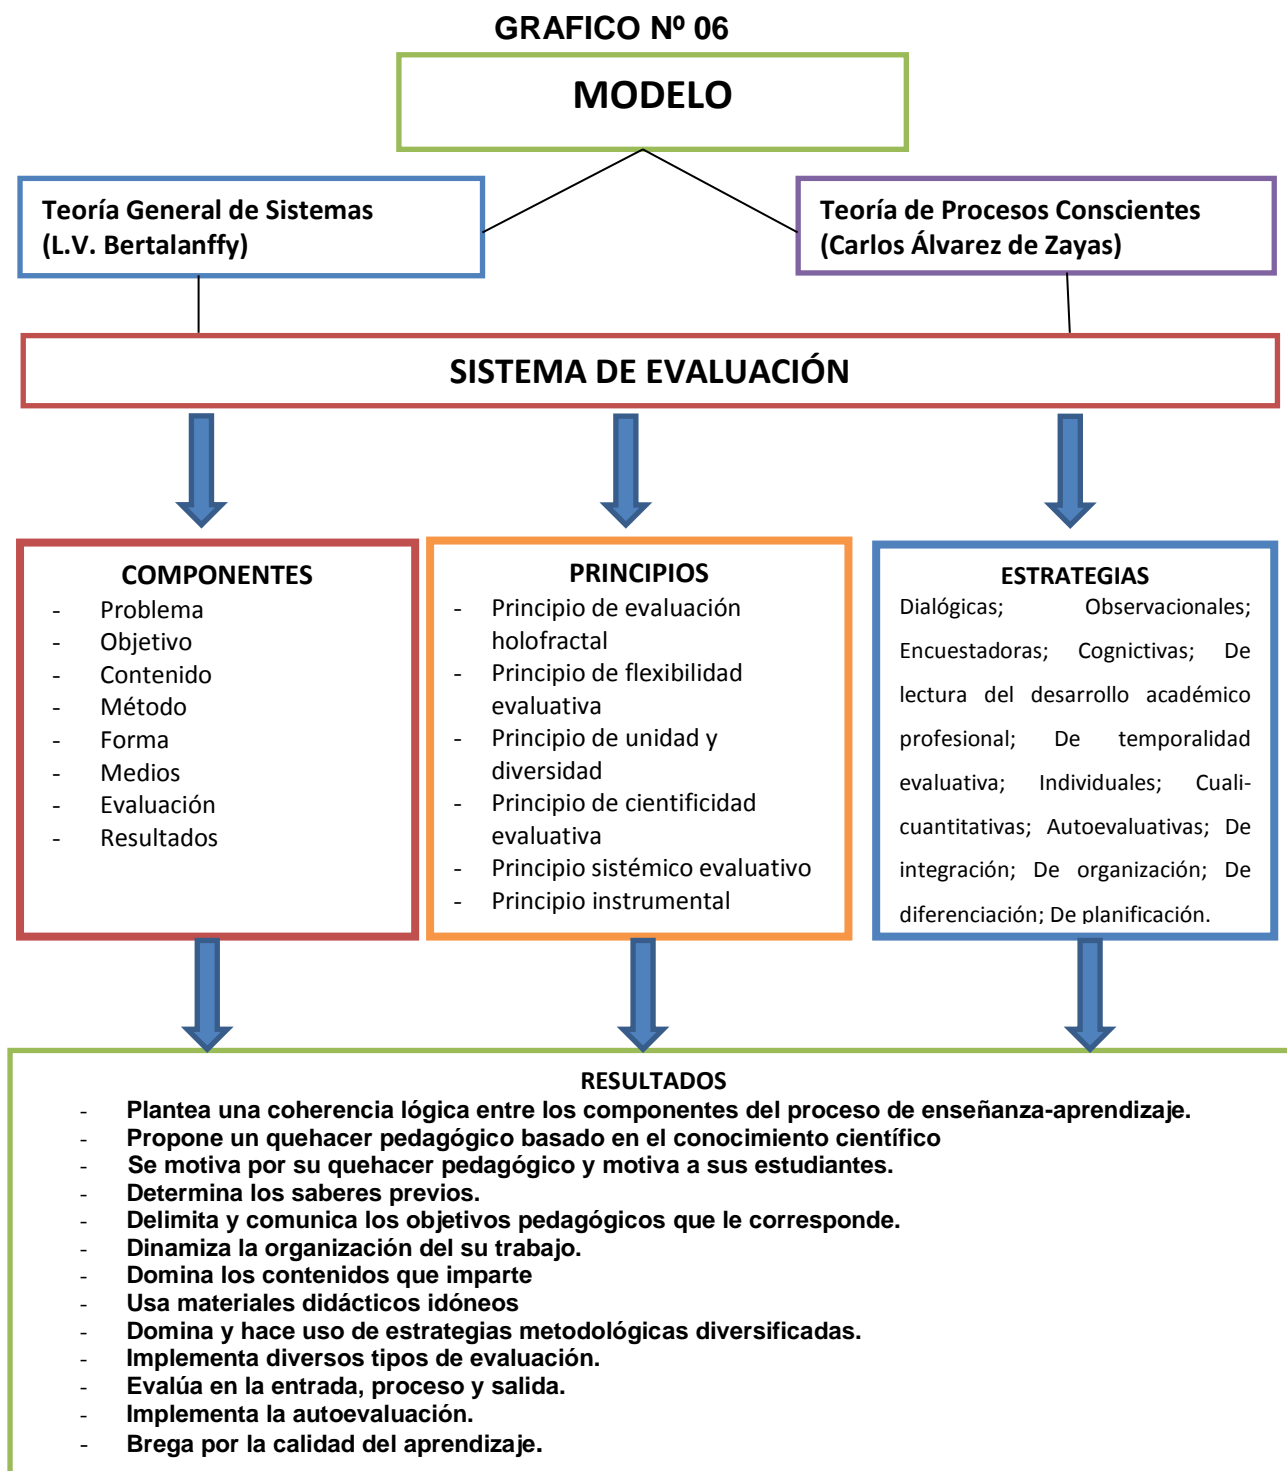 GRAFICO Nº 06
MODELO
Teoría General de Sistemas
(L.V. Bertalanffy)
Teoría de Procesos Conscientes
(Carlos Álvarez de Zayas)
SISTEMA DE EVALUACIÓN
COMPONENTES
- Problema
- Objetivo
- Contenido
- Método
- Forma
- Medios
- Evaluación
- Resultados
PRINCIPIOS
- Principio de evaluación
holofractal
- Principio de flexibilidad
evaluativa
- Principio de unidad y
diversidad
- Principio de cientificidad
evaluativa
- Principio sistémico evaluativo
- Principio instrumental
ESTRATEGIAS
Dialógicas; Observacionales;
Encuestadoras; Cognictivas; De
lectura del desarrollo académico
profesional; De temporalidad
evaluativa; Individuales; Cuali-
cuantitativas; Autoevaluativas; De
integración; De organización; De
diferenciación; De planificación.
RESULTADOS
- Plantea una coherencia lógica entre los componentes del proceso de enseñanza-aprendizaje.
- Propone un quehacer pedagógico basado en el conocimiento científico
- Se motiva por su quehacer pedagógico y motiva a sus estudiantes.
- Determina los saberes previos.
- Delimita y comunica los objetivos pedagógicos que le corresponde.
- Dinamiza la organización del su trabajo.
- Domina los contenidos que imparte
- Usa materiales didácticos idóneos
- Domina y hace uso de estrategias metodológicas diversificadas.
- Implementa diversos tipos de evaluación.
- Evalúa en la entrada, proceso y salida.
- Implementa la autoevaluación.
- Brega por la calidad del aprendizaje.